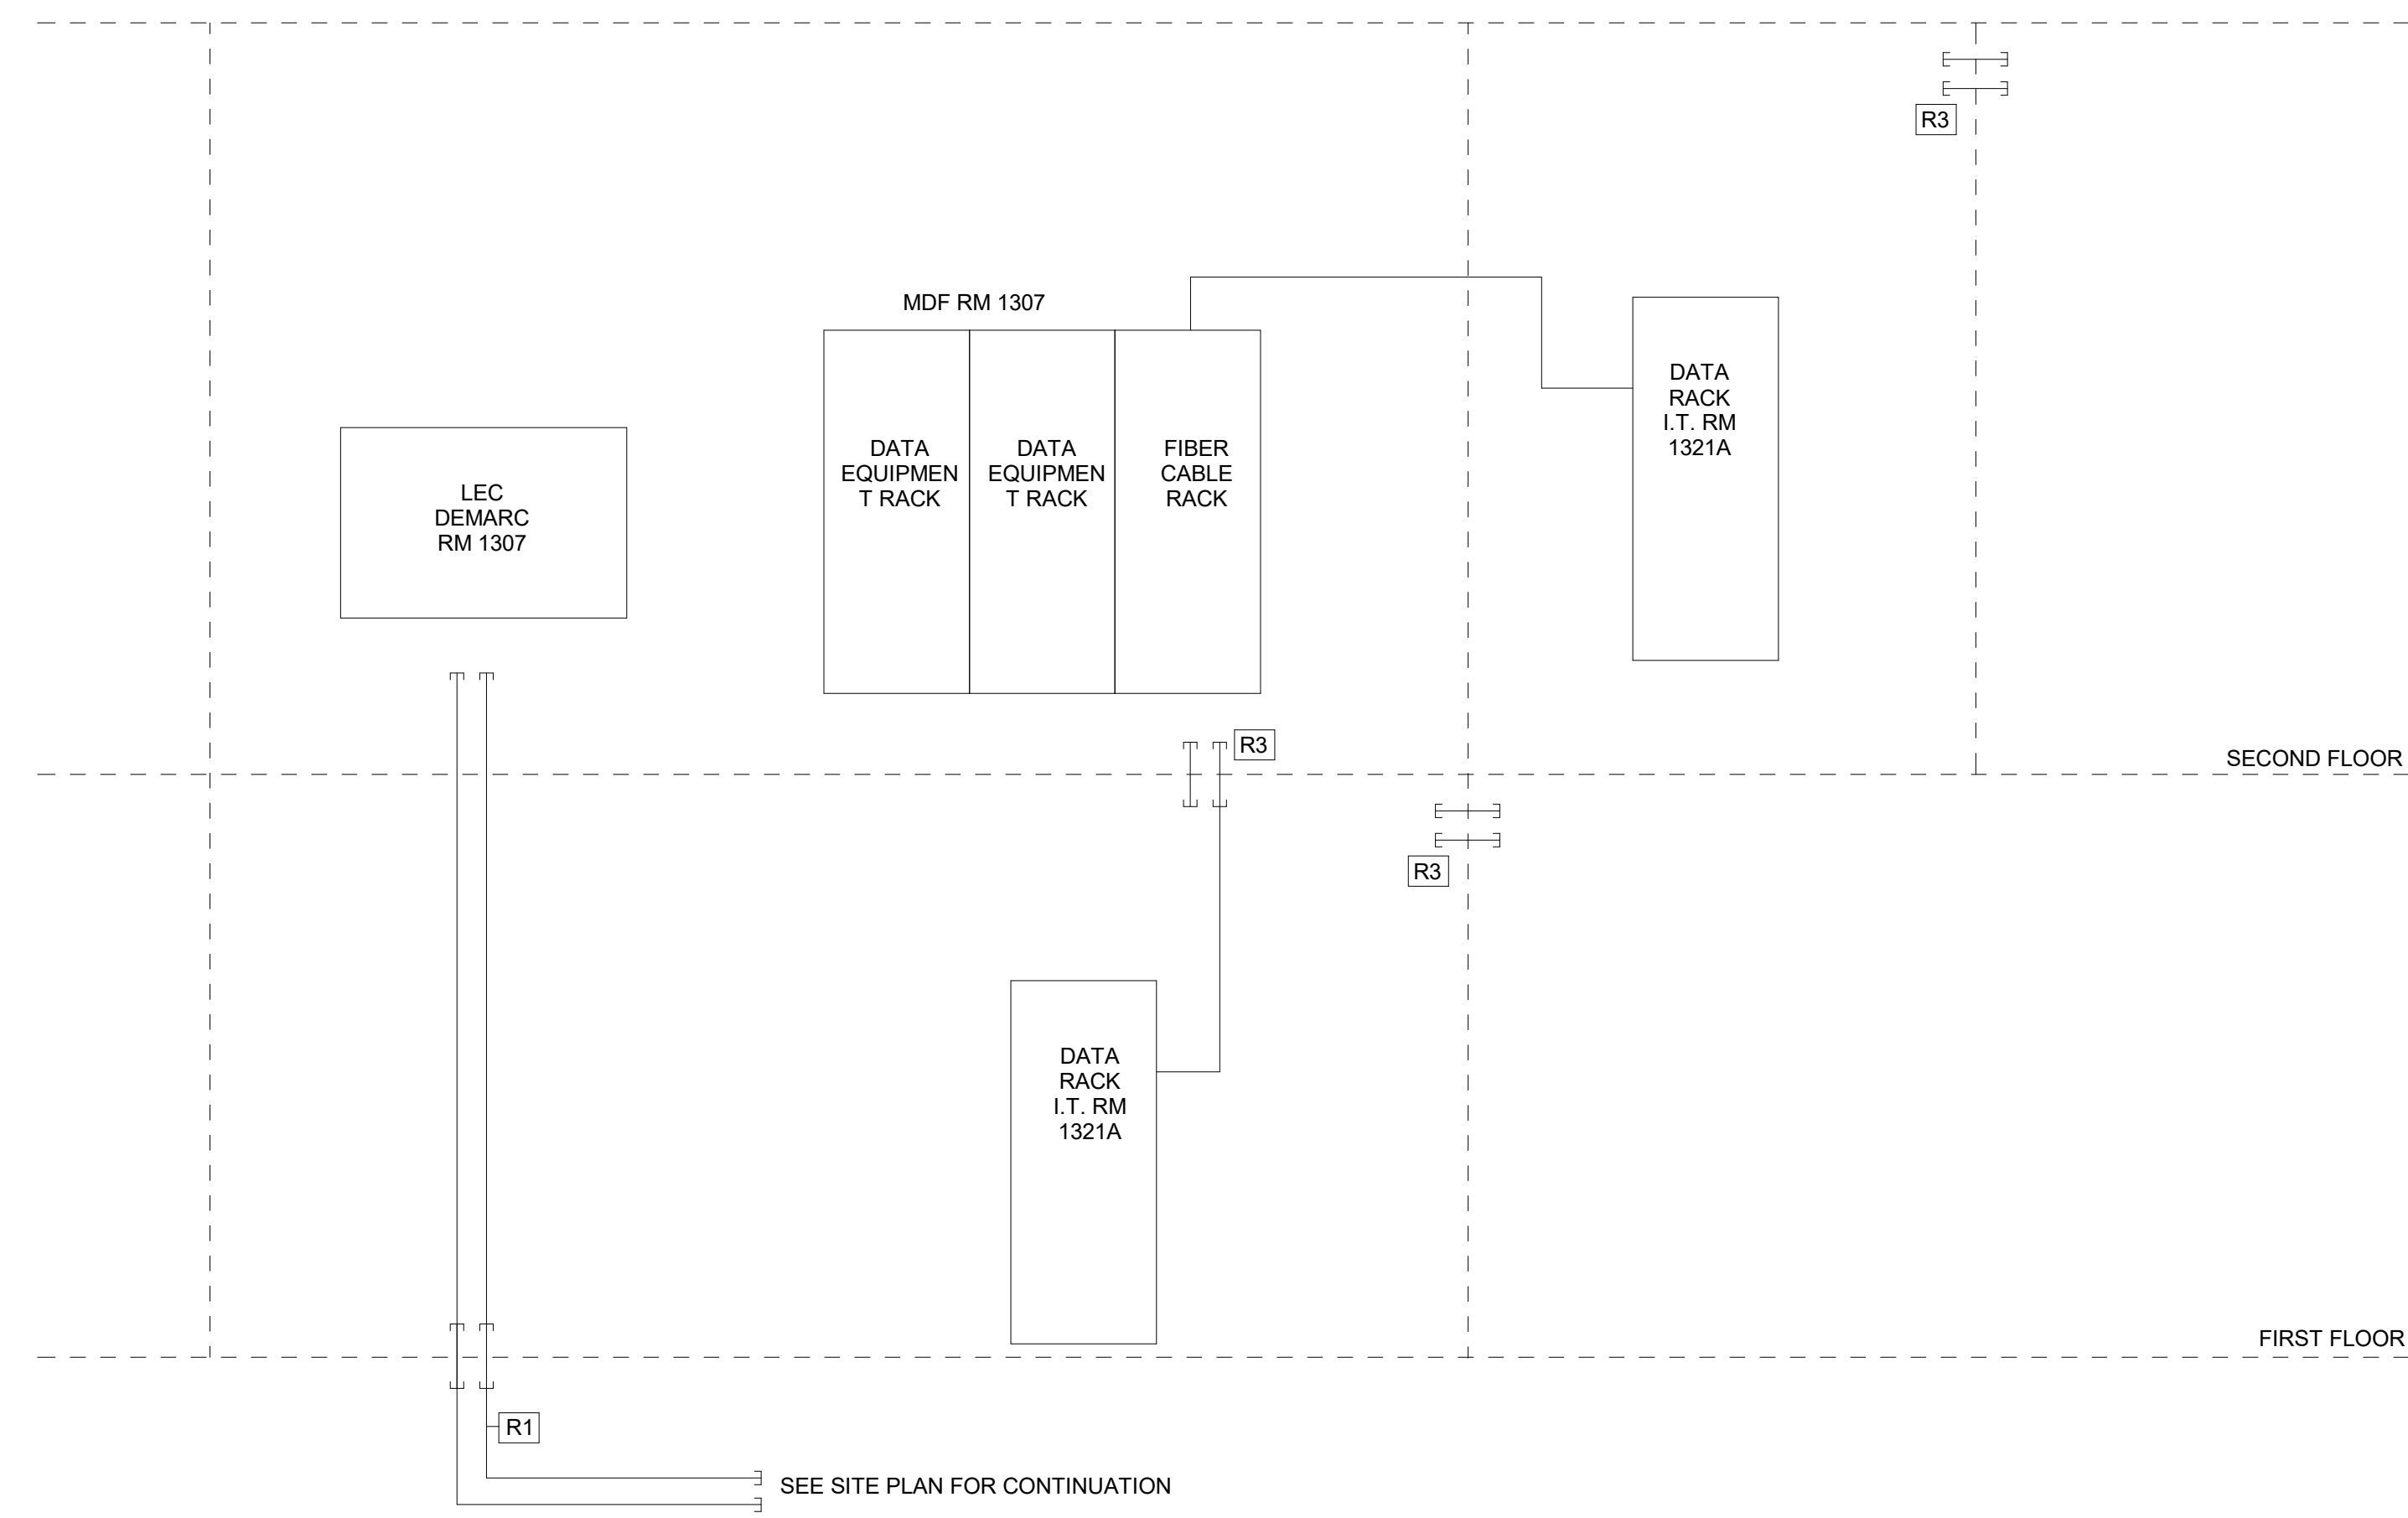 R3
MDF RM 1307
DATA
EQUIPMEN
T RACK
DATA
EQUIPMEN
T RACK
FIBER
CABLE
RACK
DATA
RACK
I.T. RM
1321A
LEC
DEMARC
RM 1307
R3
SECOND FLOOR
R3
DATA
RACK
I.T. RM
1321A
FIRST FLOOR
R1
SEE SITE PLAN FOR CONTINUATION